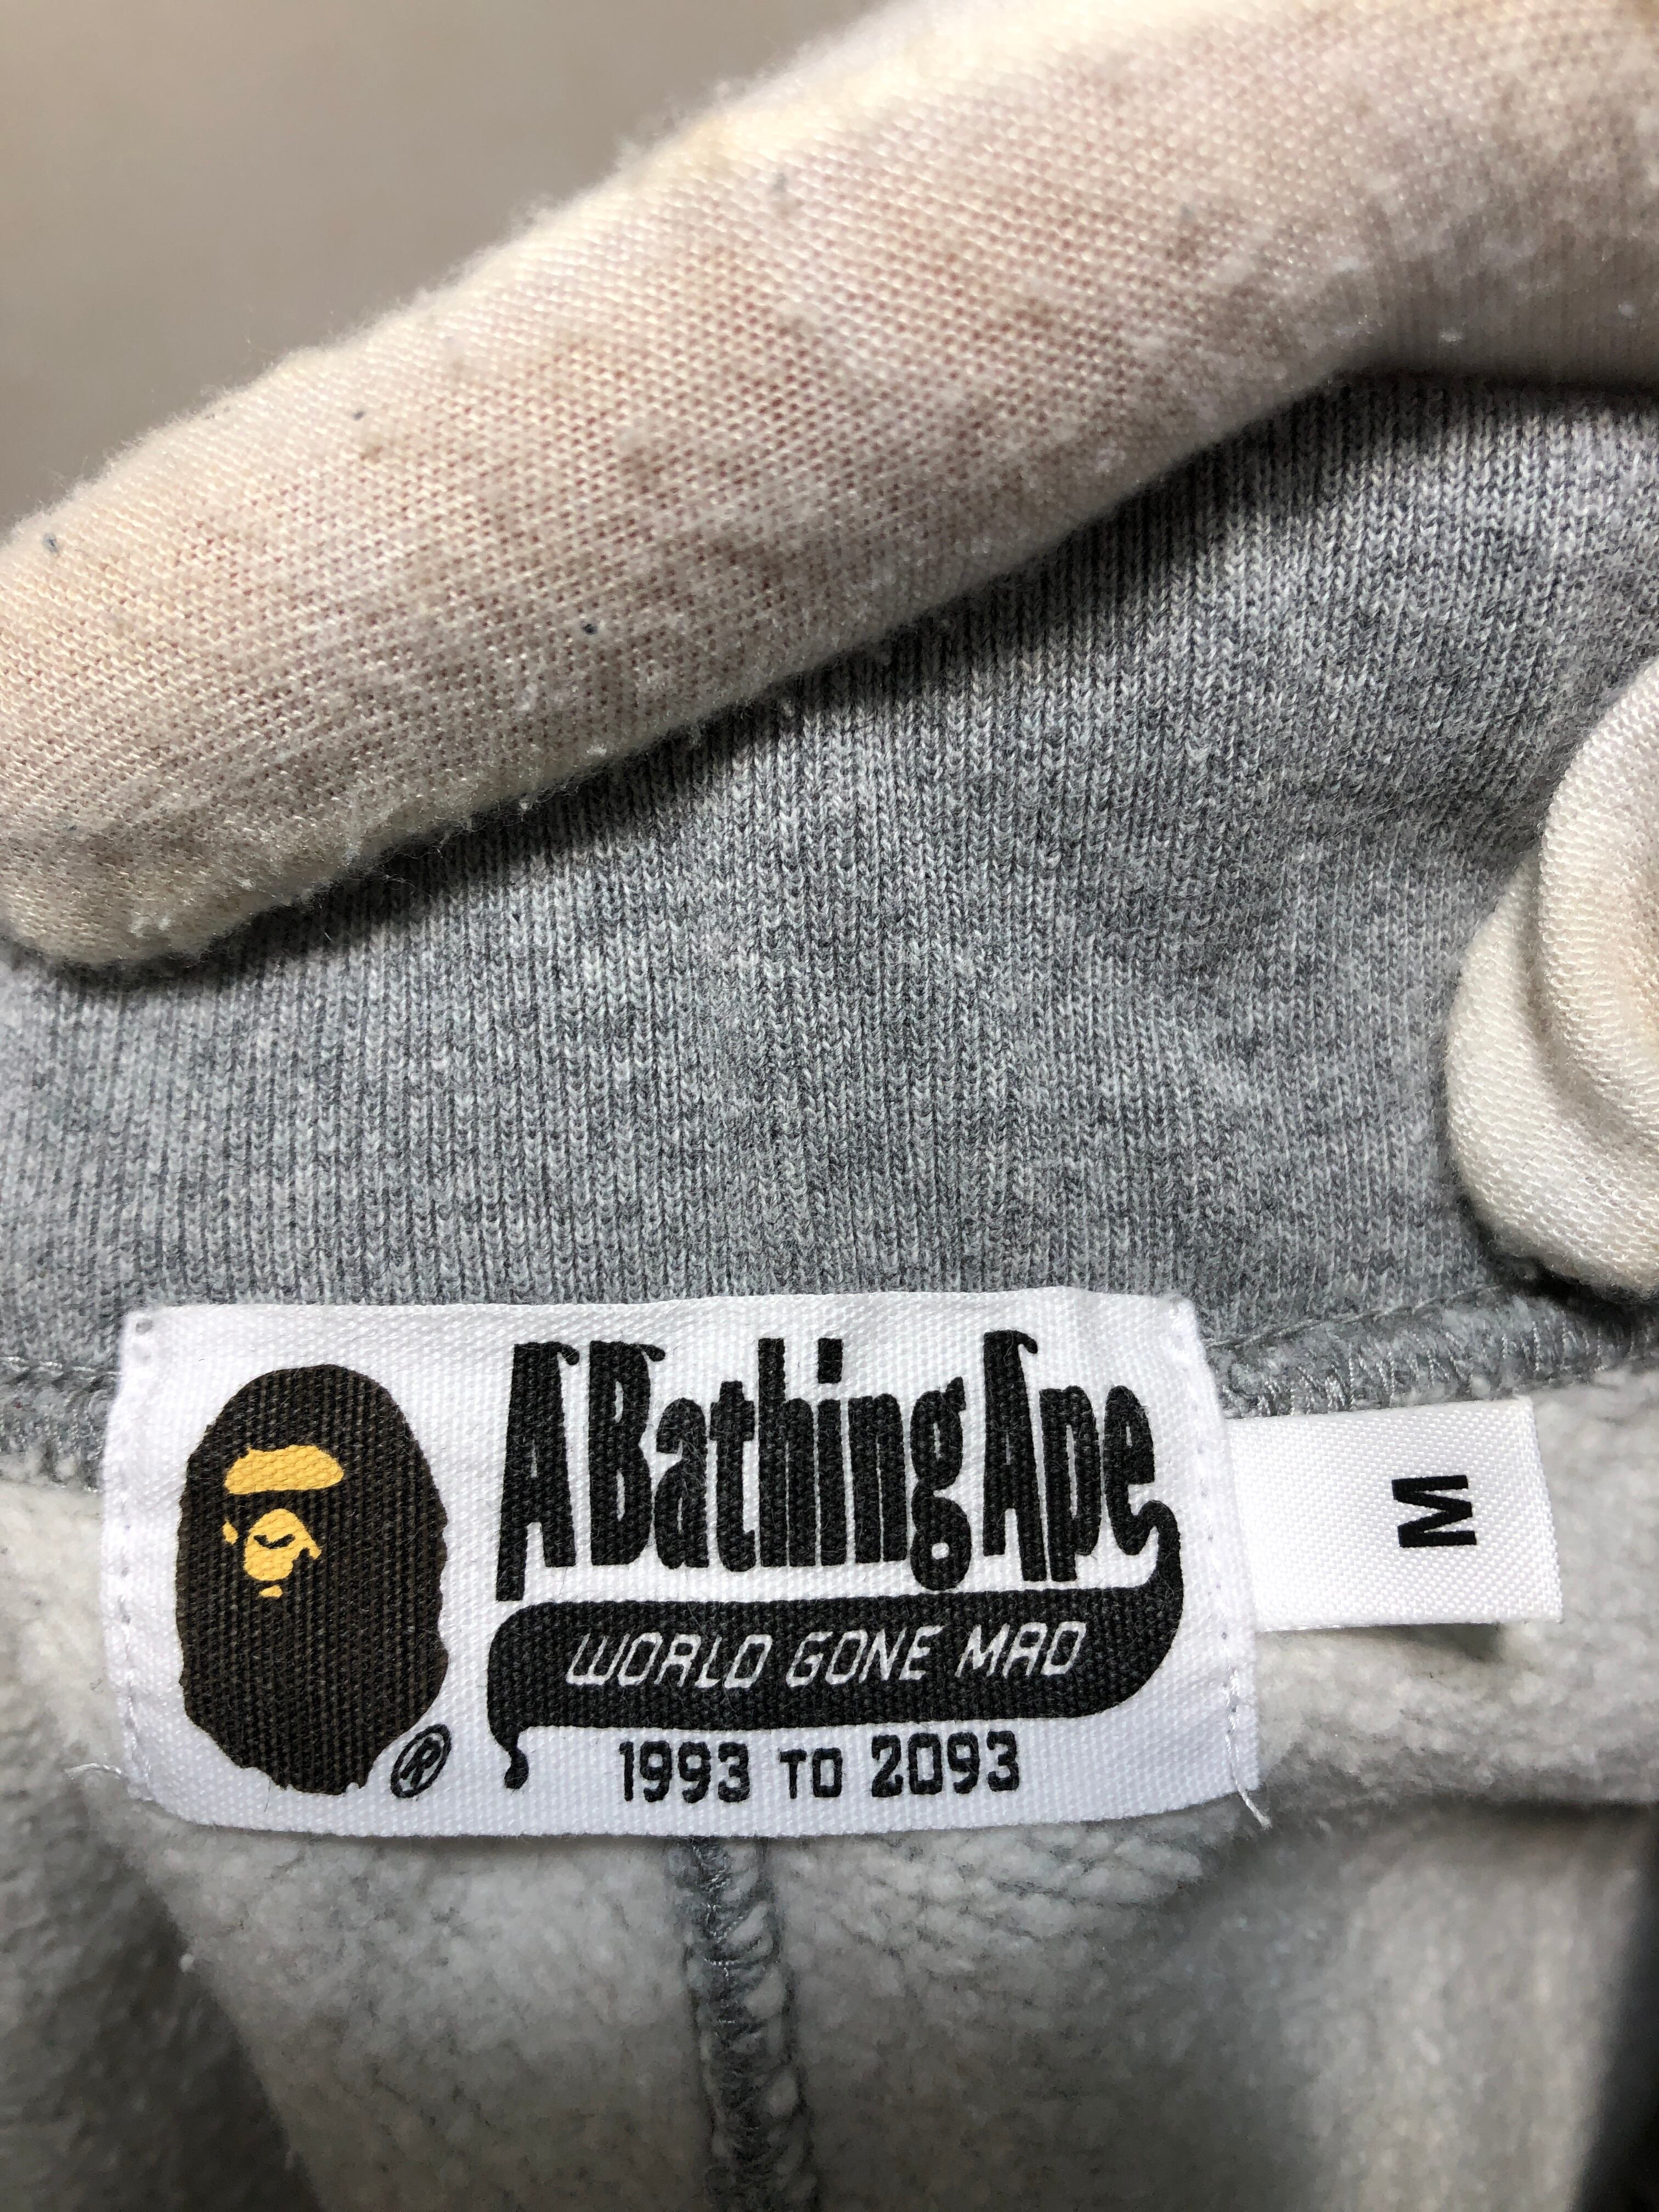 A Bathing Ape
WORLD GONE MAD
1993 TO 2093
®
M